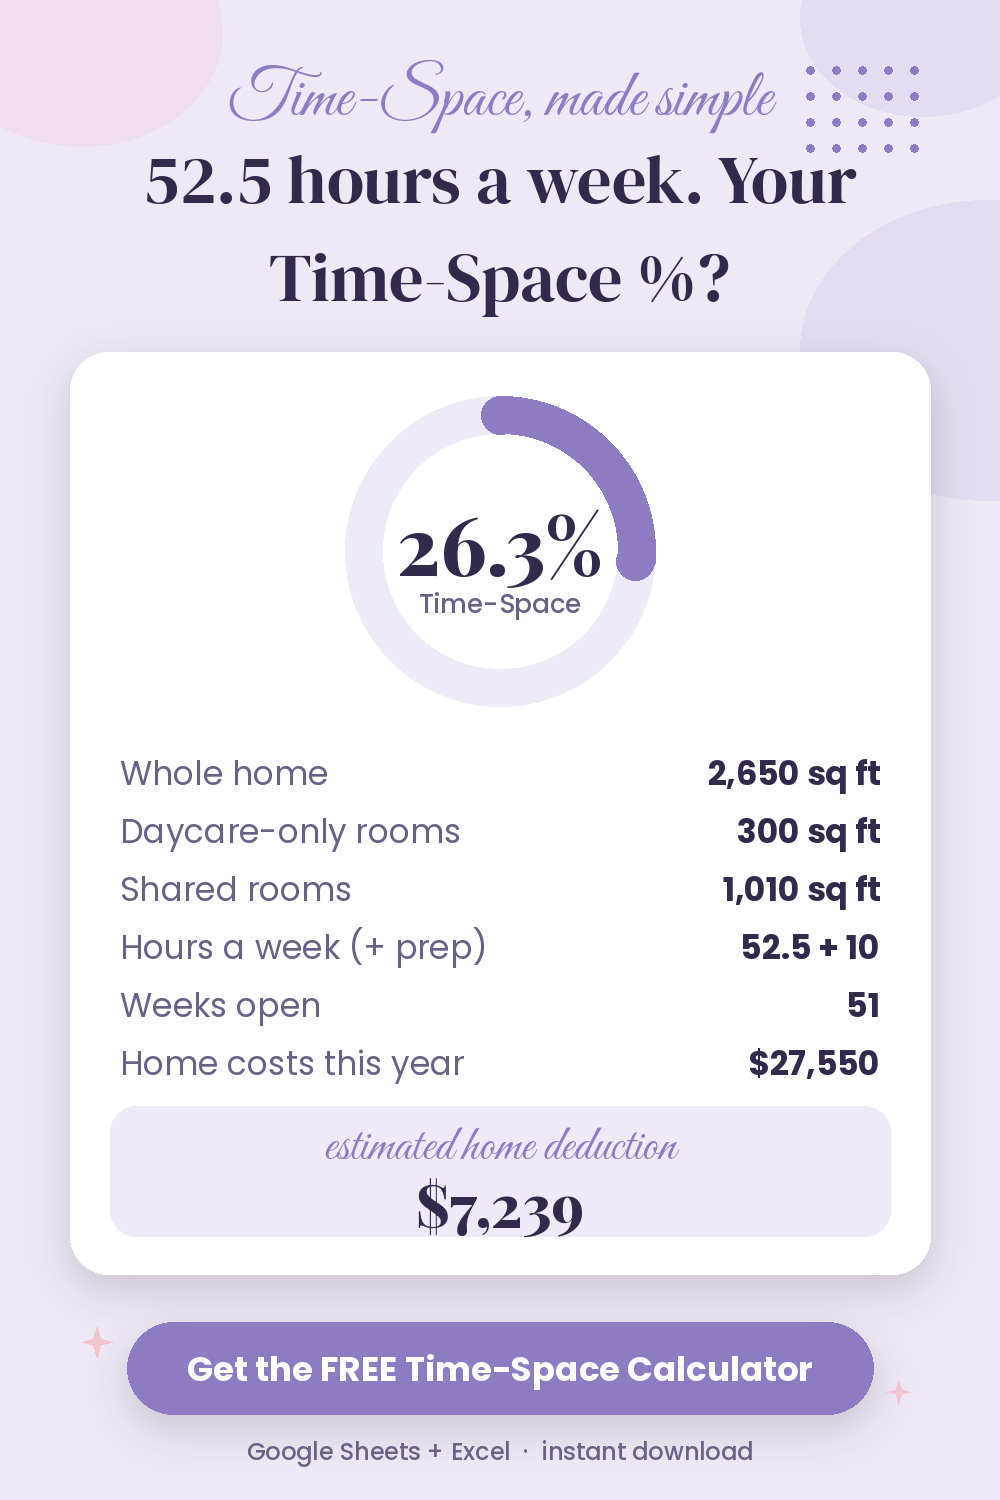 Time-Space, made simple
52.5 hours a week. Your
Time-Space %?
26.3%
Time-Space
Whole home 2,650 sq ft
Daycare-only rooms 300 sq ft
Shared rooms 1,010 sq ft
Hours a week (+ prep) 52.5 + 10
Weeks open 51
Home costs this year $27,550
estimated home deduction
$7,239
Get the FREE Time-Space Calculator
Google Sheets + Excel · instant download